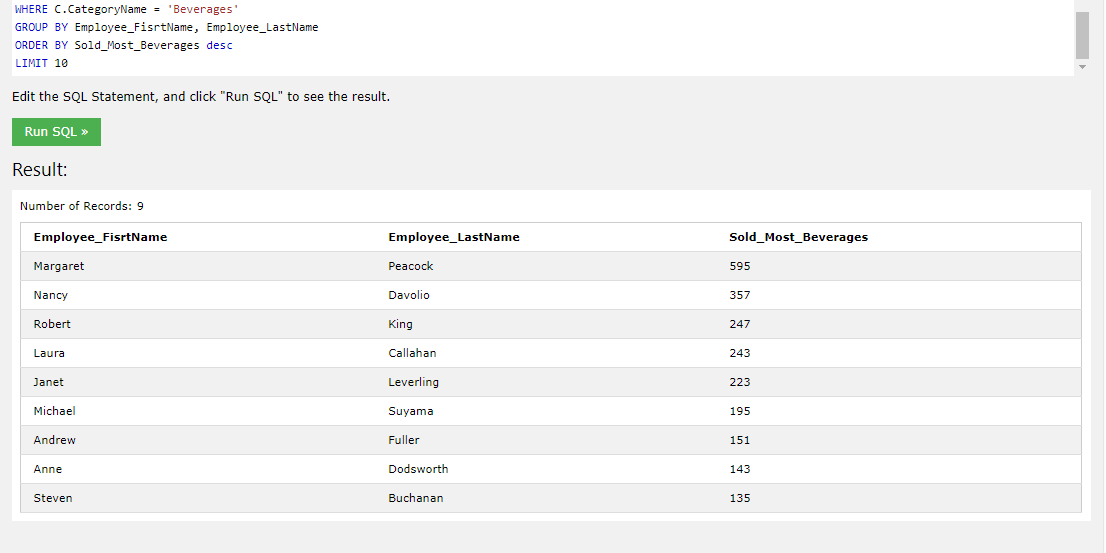 WHERE C.CategoryName = 'Beverages'
GROUP BY Employee_FisrtName, Employee_LastName
ORDER BY Sold_Most_Beverages desc
LIMIT 10
Edit the SQL Statement, and click "Run SQL" to see the result.
Run SQL »
Result:
Number of Records: 9
Employee_FisrtName Employee_LastName Sold_Most_Beverages
Margaret Peacock 595
Nancy Davolio 357
Robert King 247
Laura Callahan 243
Janet Leverling 223
Michael Suyama 195
Andrew Fuller 151
Anne Dodsworth 143
Steven Buchanan 135